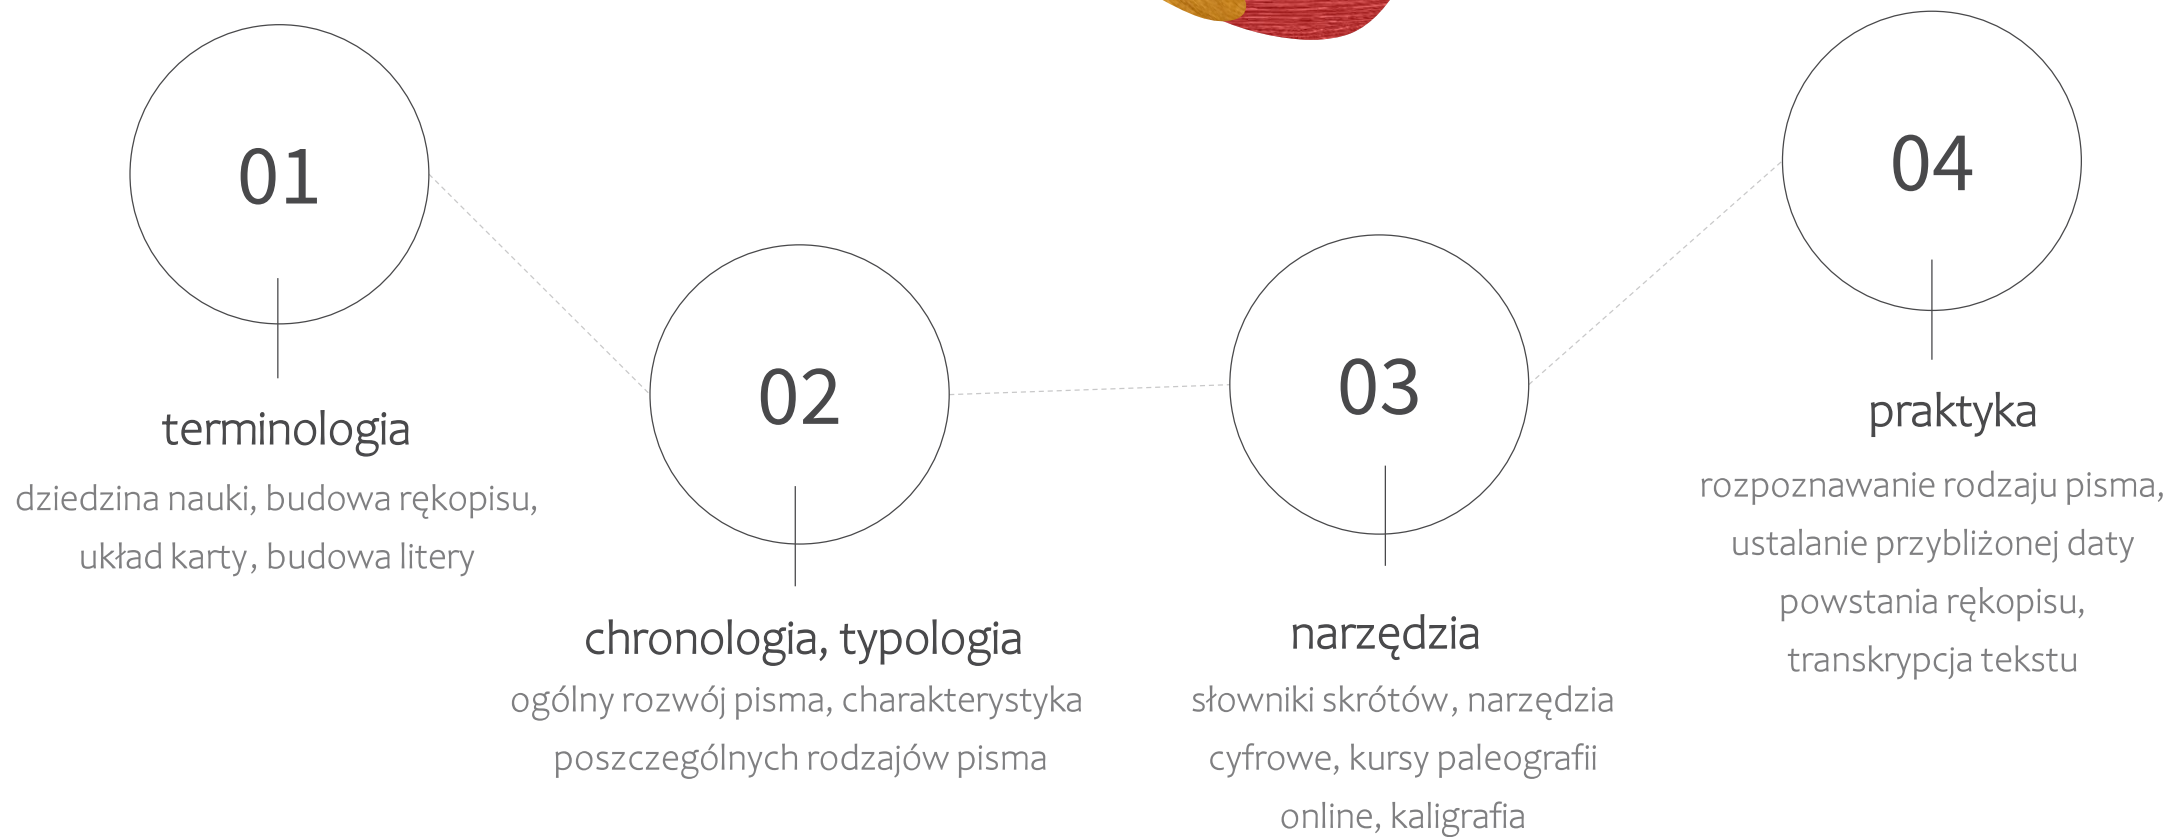 01
terminologia
dziedzina nauki, budowa rękopisu,
układ karty, budowa litery
02
chronologia, typologia
ogólny rozwój pisma, charakterystyka
poszczególnych rodzajów pisma
03
narzędzia
słowniki skrótów, narzędzia
cyfrowe, kursy paleografii
online, kaligrafia
04
praktyka
rozpoznawanie rodzaju pisma,
ustalanie przybliżonej daty
powstania rękopisu,
transkrypcja tekstu